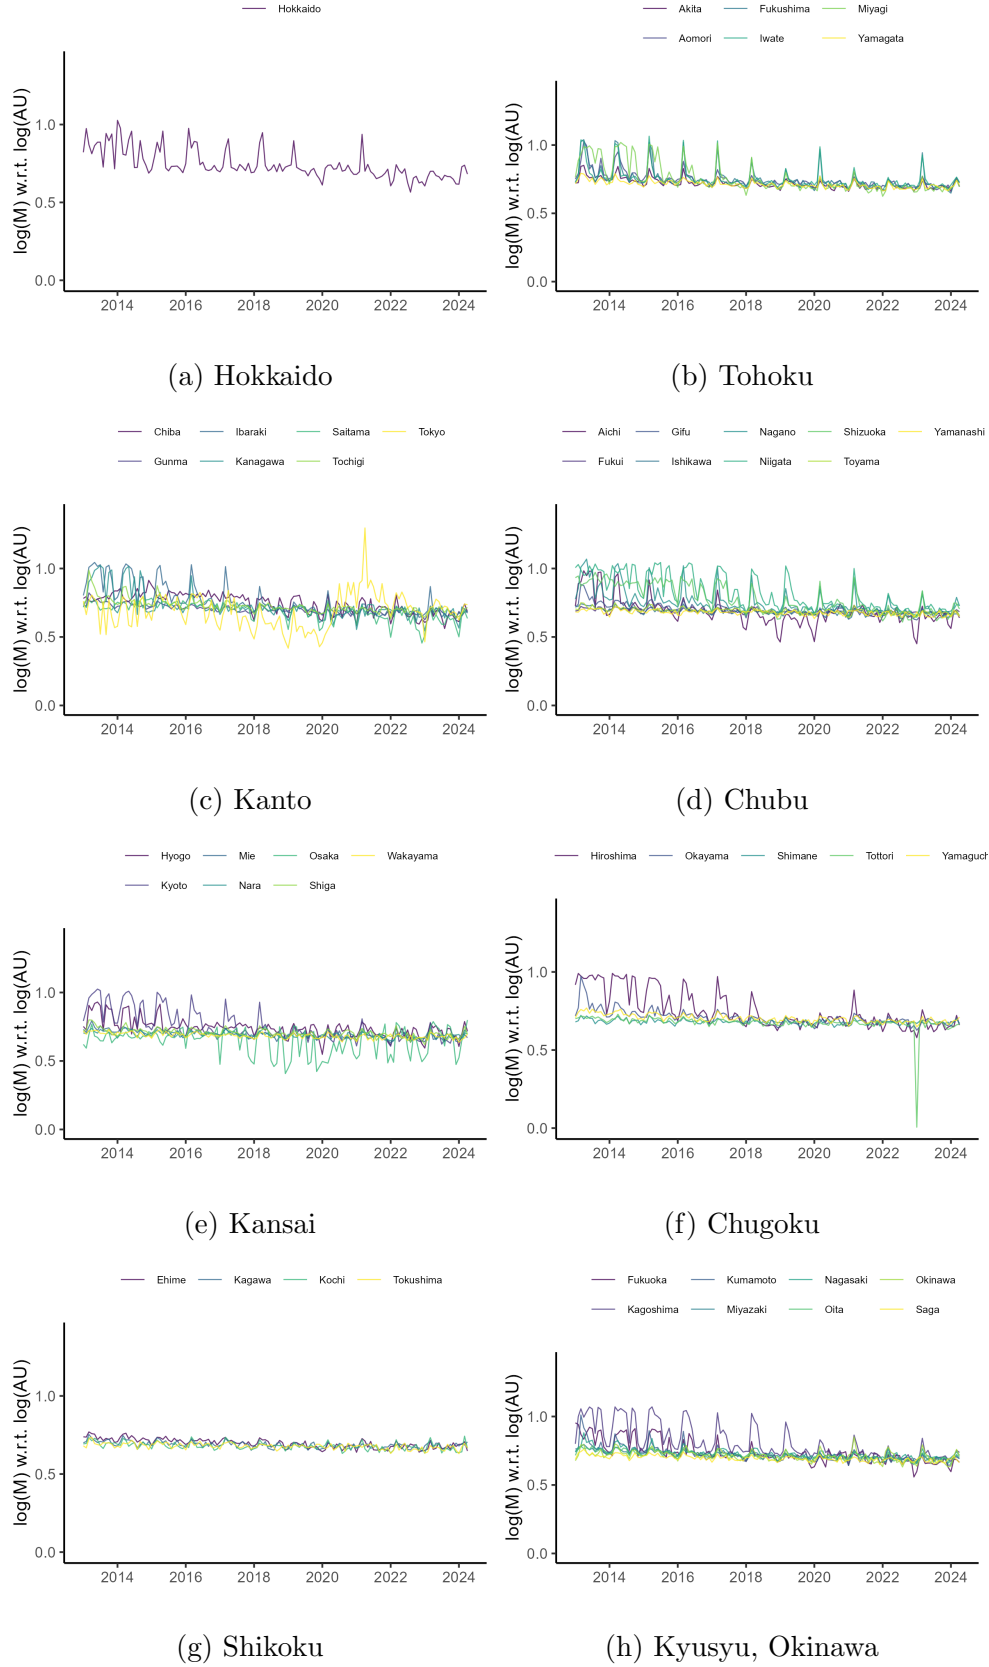 Hokkaido
log(M) w.r.t. log(AU)
1.0
0.5
0.0
2014 2016 2018 2020 2022 2024
(a) Hokkaido
Akita Fukushima Miyagi
Aomori Iwate Yamagata
log(M) w.r.t. log(AU)
1.0
0.5
0.0
2014 2016 2018 2020 2022 2024
(b) Tohoku
Chiba Ibaraki Saitama Tokyo
Gunma Kanagawa Tochigi
log(M) w.r.t. log(AU)
1.0
0.5
0.0
2014 2016 2018 2020 2022 2024
(c) Kanto
Aichi Gifu Nagano Shizuoka Yamanashi
Fukui Ishikawa Niigata Toyama
log(M) w.r.t. log(AU)
1.0
0.5
0.0
2014 2016 2018 2020 2022 2024
(d) Chubu
Hyogo Mie Osaka Wakayama
Kyoto Nara Shiga
log(M) w.r.t. log(AU)
1.0
0.5
0.0
2014 2016 2018 2020 2022 2024
(e) Kansai
Hiroshima Okayama Shimane Tottori Yamaguch
log(M) w.r.t. log(AU)
1.0
0.5
0.0
2014 2016 2018 2020 2022 2024
(f) Chugoku
Ehime Kagawa Kochi Tokushima
log(M) w.r.t. log(AU)
1.0
0.5
0.0
2014 2016 2018 2020 2022 2024
(g) Shikoku
Fukuoka Kumamoto Nagasaki Okinawa
Kagoshima Miyazaki Oita Saga
log(M) w.r.t. log(AU)
1.0
0.5
0.0
2014 2016 2018 2020 2022 2024
(h) Kyusyu, Okinawa